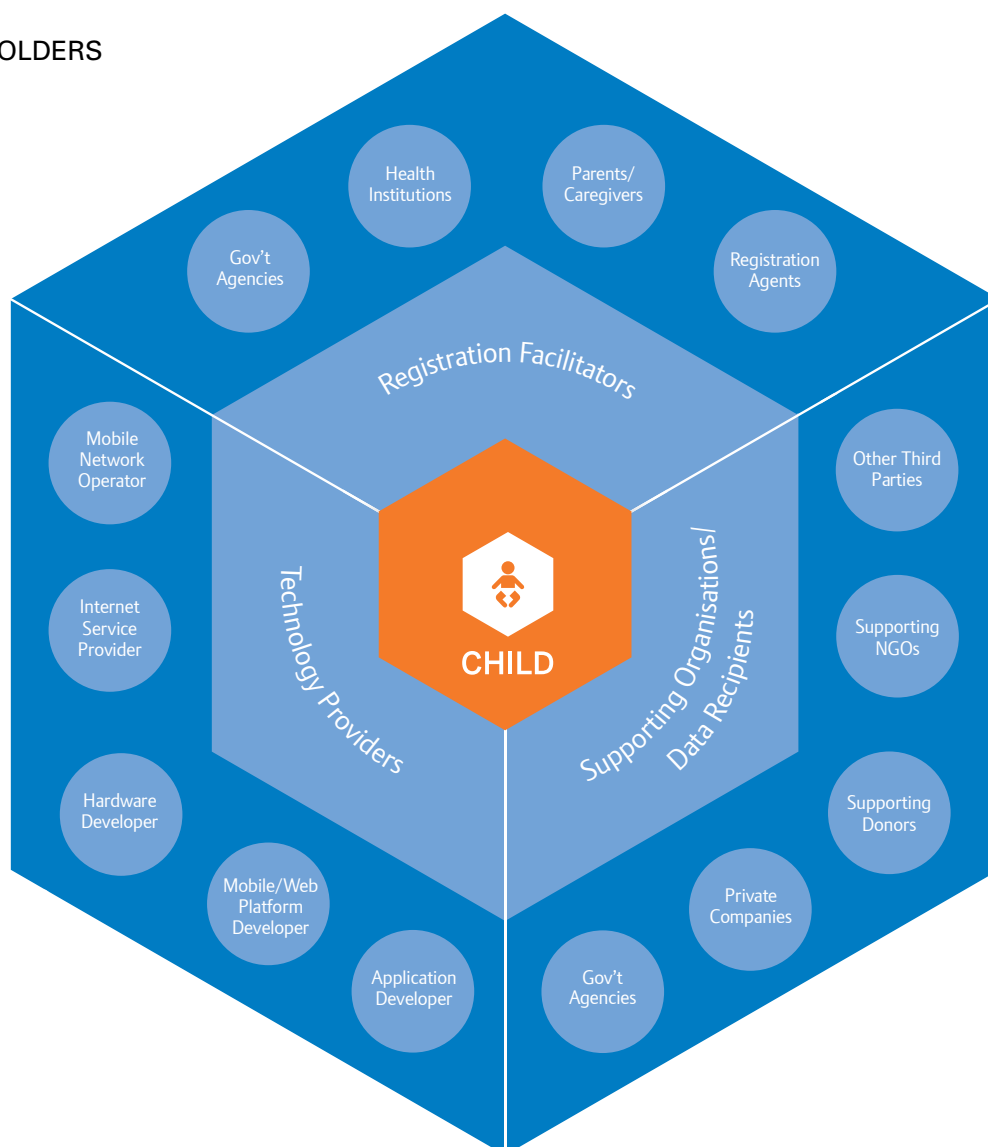 OLDERS
Health
Institutions
Parents/
Caregivers
Gov’t
Agencies
Registration
Agents
Registration Facilitators
Mobile
Network
Operator
Other Third
Parties
Internet
Service
Provider
Technology Providers
CHILD
Supporting Organisations/
Data Recipients
Supporting
NGOs
Hardware
Developer
Supporting
Donors
Mobile/Web
Platform
Developer
Private
Companies
Application
Developer
Gov’t
Agencies